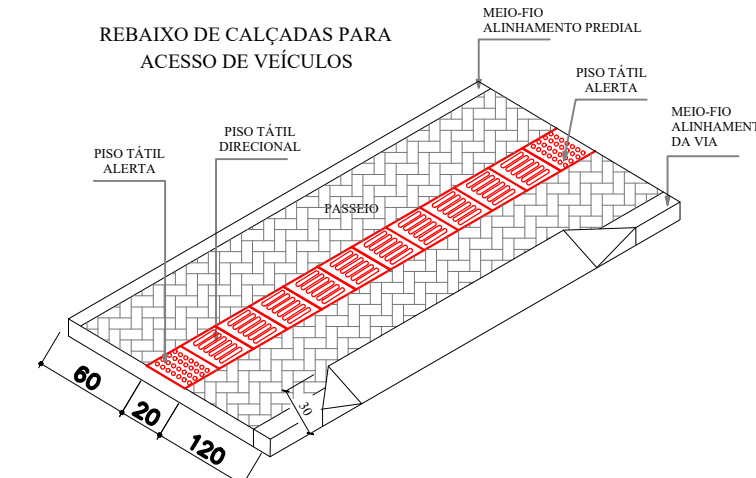 REBAIXO DE CALÇADAS PARA
ACESSO DE VEÍCULOS
MEIO-FIO
ALINHAMENTO PREDIAL
PISO TÁTIL
ALERTA
MEIO-FIO
ALINHAMENT
DA VIA
PISO TÁTIL
DIRECIONAL
PISO TÁTIL
ALERTA
PASSEIO
60
20
120
30